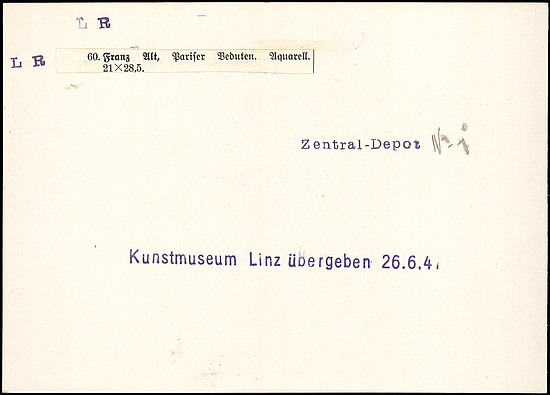 L R
L R
60. Franz Alt, Pariser Veduten. Aquarell.
21×28,5.
Zentral-Depot
Kunstmuseum Linz übergeben 26.6.41